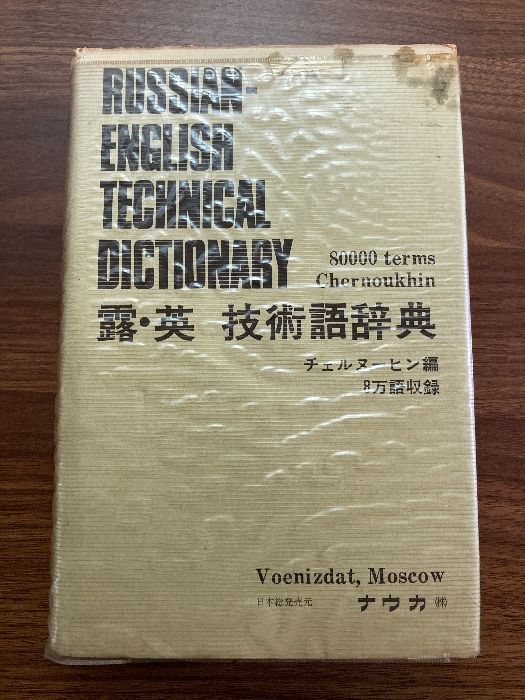 RUSSIAN-
ENGLISH
TECHNICAL
DICTIONARY
80000 terms
Chernoukhin
露・英 技術語辞典
チェルヌーヒン編
8万語収録
Voenizdat, Moscow
日本総発売元 ナウカ㈱